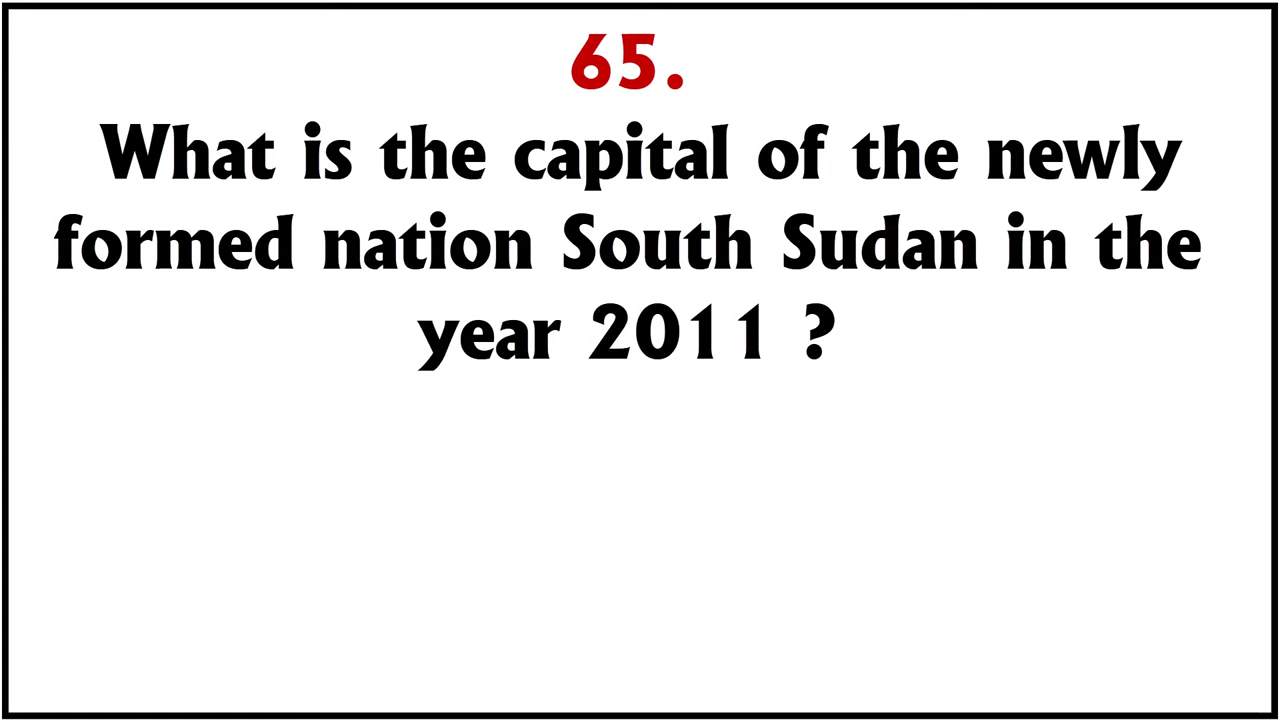 65.
What is the capital of the newly
formed nation South Sudan in the
year 2011 ?